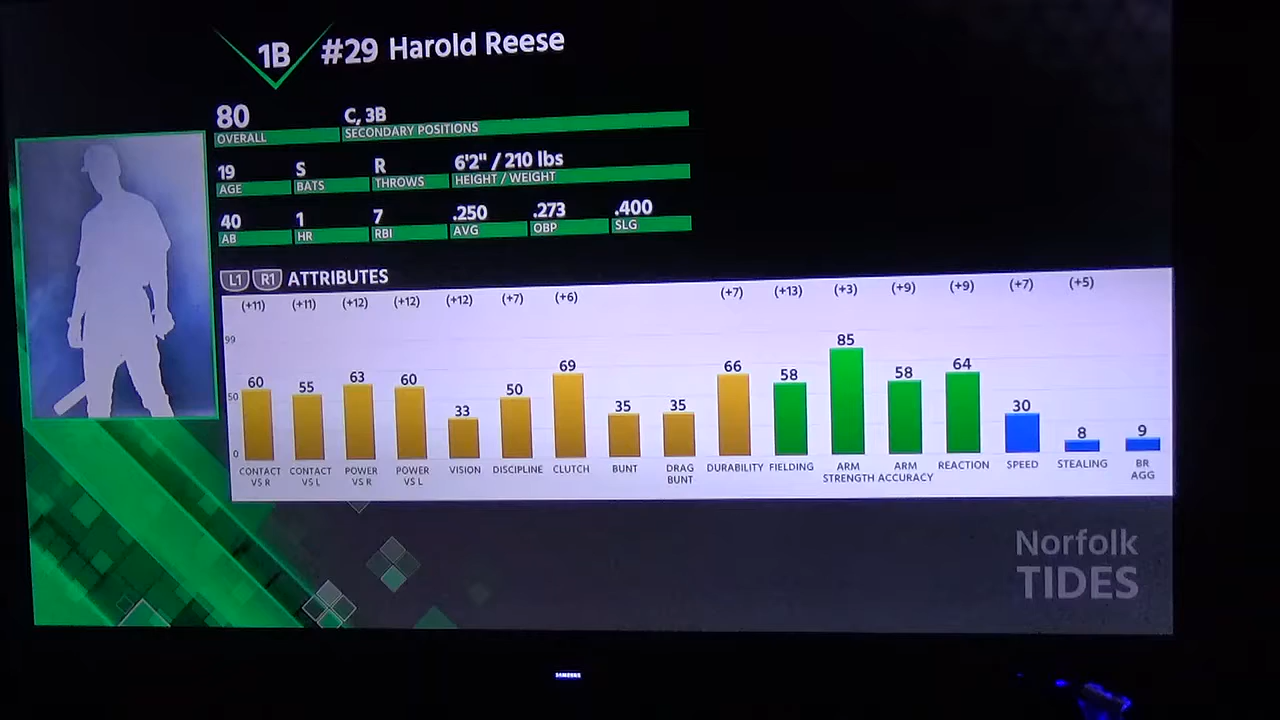 1B #29 Harold Reese
80 C, 3B
OVERALL SECONDARY POSITIONS
19 S R 6'2" / 210 lbs
AGE BATS THROWS HEIGHT / WEIGHT
40 1 7 .250 .273 .400
AB HR RBI AVG OBP SLG
L1 R1 ATTRIBUTES
(+11) (+11) (+12) (+12) (+12) (+7) (+6) (+7) (+13) (+3) (+9) (+9) (+7) (+5)
99
50
0
60 55 63 60 33 50 69 35 35 66 58 85 58 64 30 8 9
CONTACT VS R
CONTACT VS L
POWER VS R
POWER VS L
VISION
DISCIPLINE
CLUTCH
BUNT
DRAG BUNT
DURABILITY
FIELDING
ARM STRENGTH
ARM ACCURACY
REACTION
SPEED
STEALING
BR AGG
Norfolk
TIDES
SAMSUNG